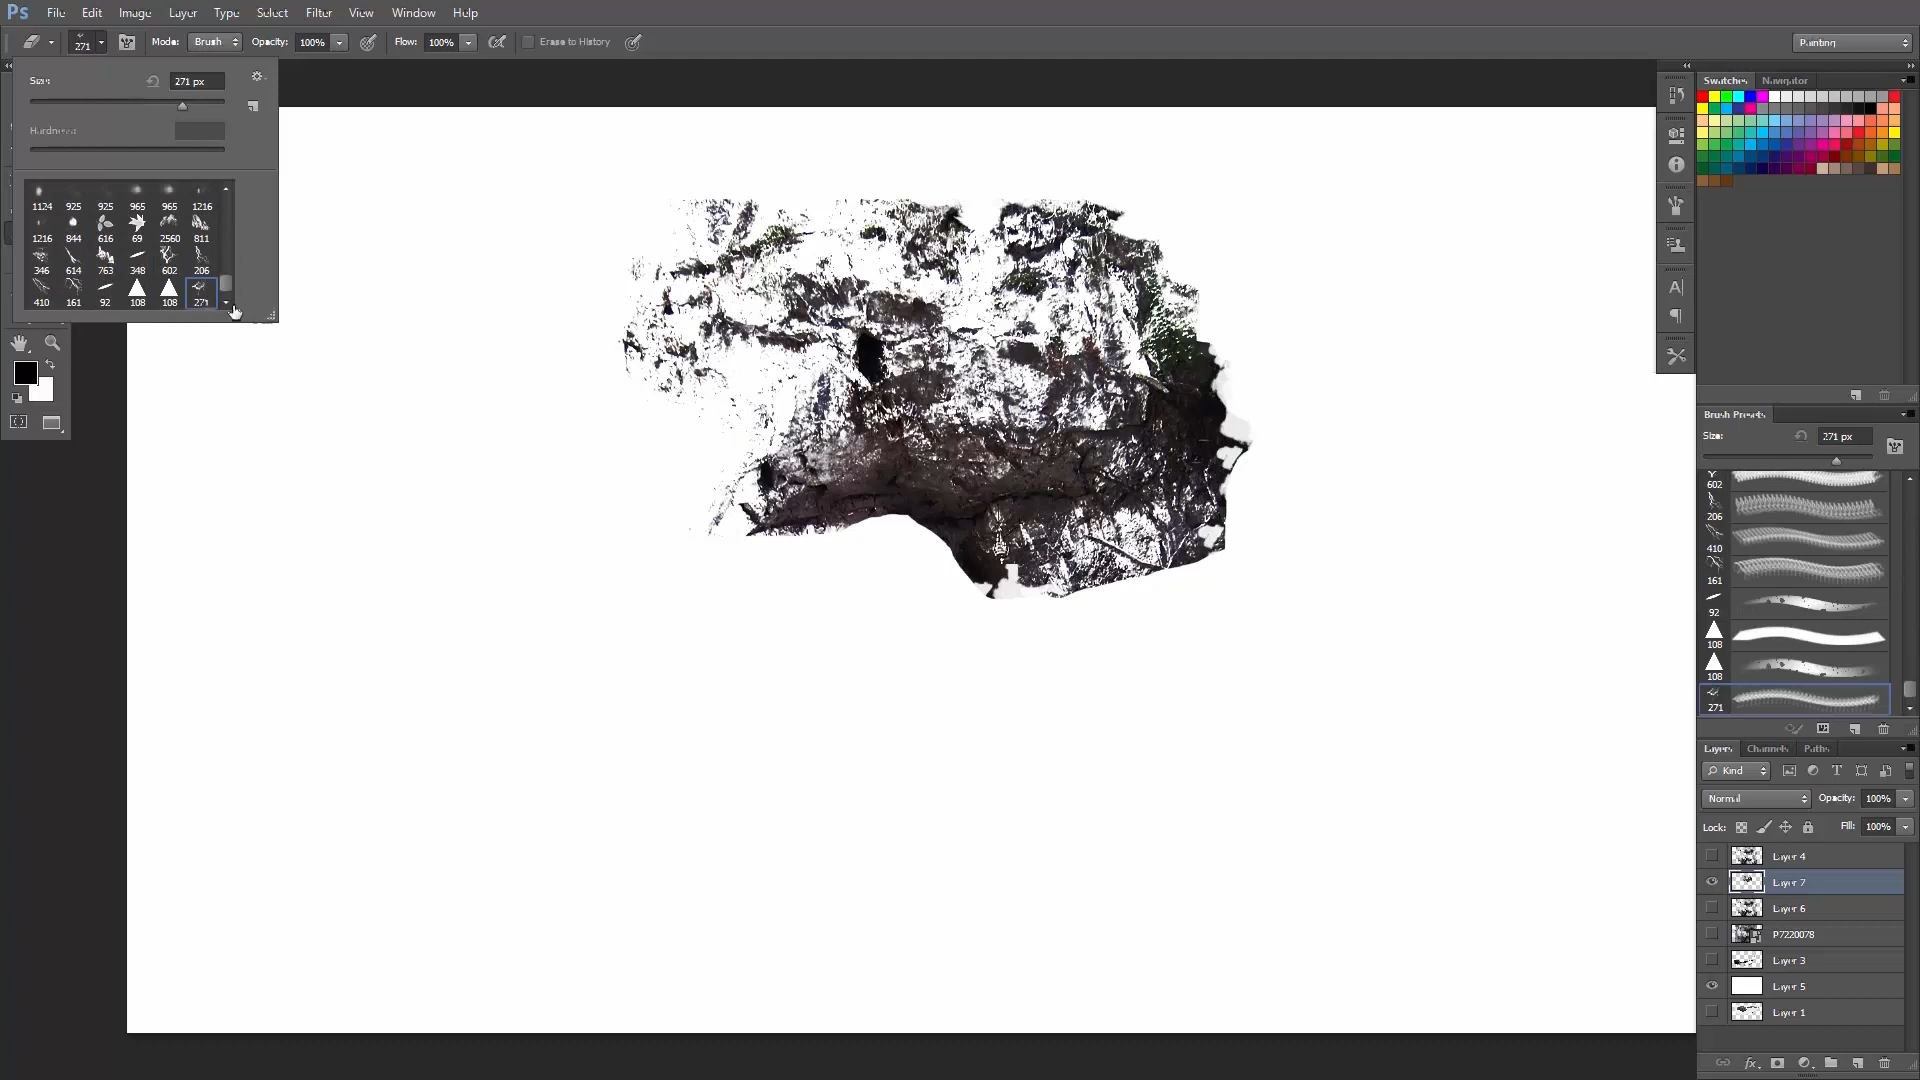 Ps File Edit Image Layer Type Select Filter View Window Help
271 Mode: Brush Opacity: 100% Flow: 100% Erase to History Painting
Size: 271 px
Hardness:
1124 925 925 965 965 1216
1216 844 616 69 2560 811
346 614 763 348 602 206
410 161 92 108 108 271
Swatches Navigator
Brush Presets
Size: 271 px
602
206
410
161
92
108
108
271
Layers Channels Paths
Kind
Normal Opacity: 100%
Lock: Fill: 100%
Layer 4
Layer 7
Layer 6
P7220078
Layer 3
Layer 5
Layer 1